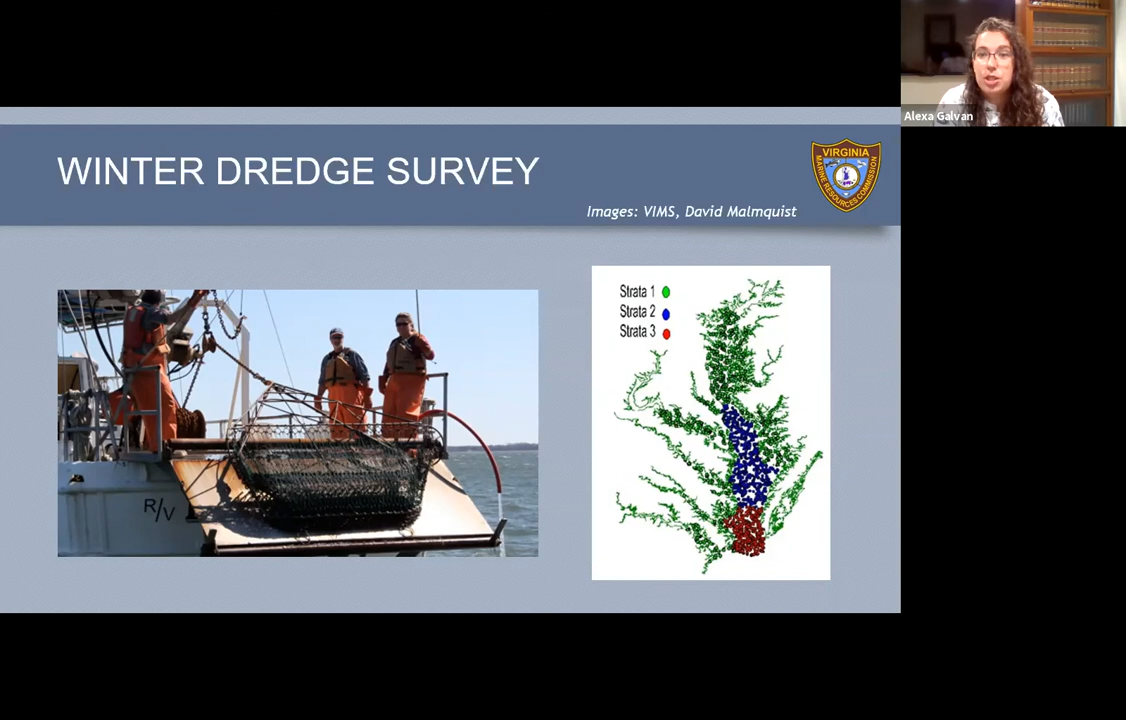 Alexa Galvan
WINTER DREDGE SURVEY
VIRGINIA
MARINE RESOURCES COMMISSION
Images: VIMS, David Malmquist
R/V
Strata 1
Strata 2
Strata 3